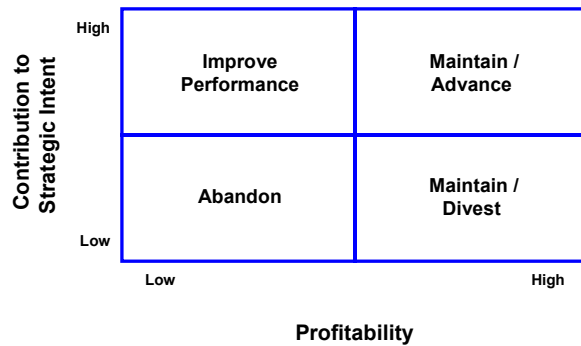 High
Contribution to
Strategic Intent
Improve
Performance
Maintain /
Advance
Abandon
Maintain /
Divest
Low
Low
High
Profitability